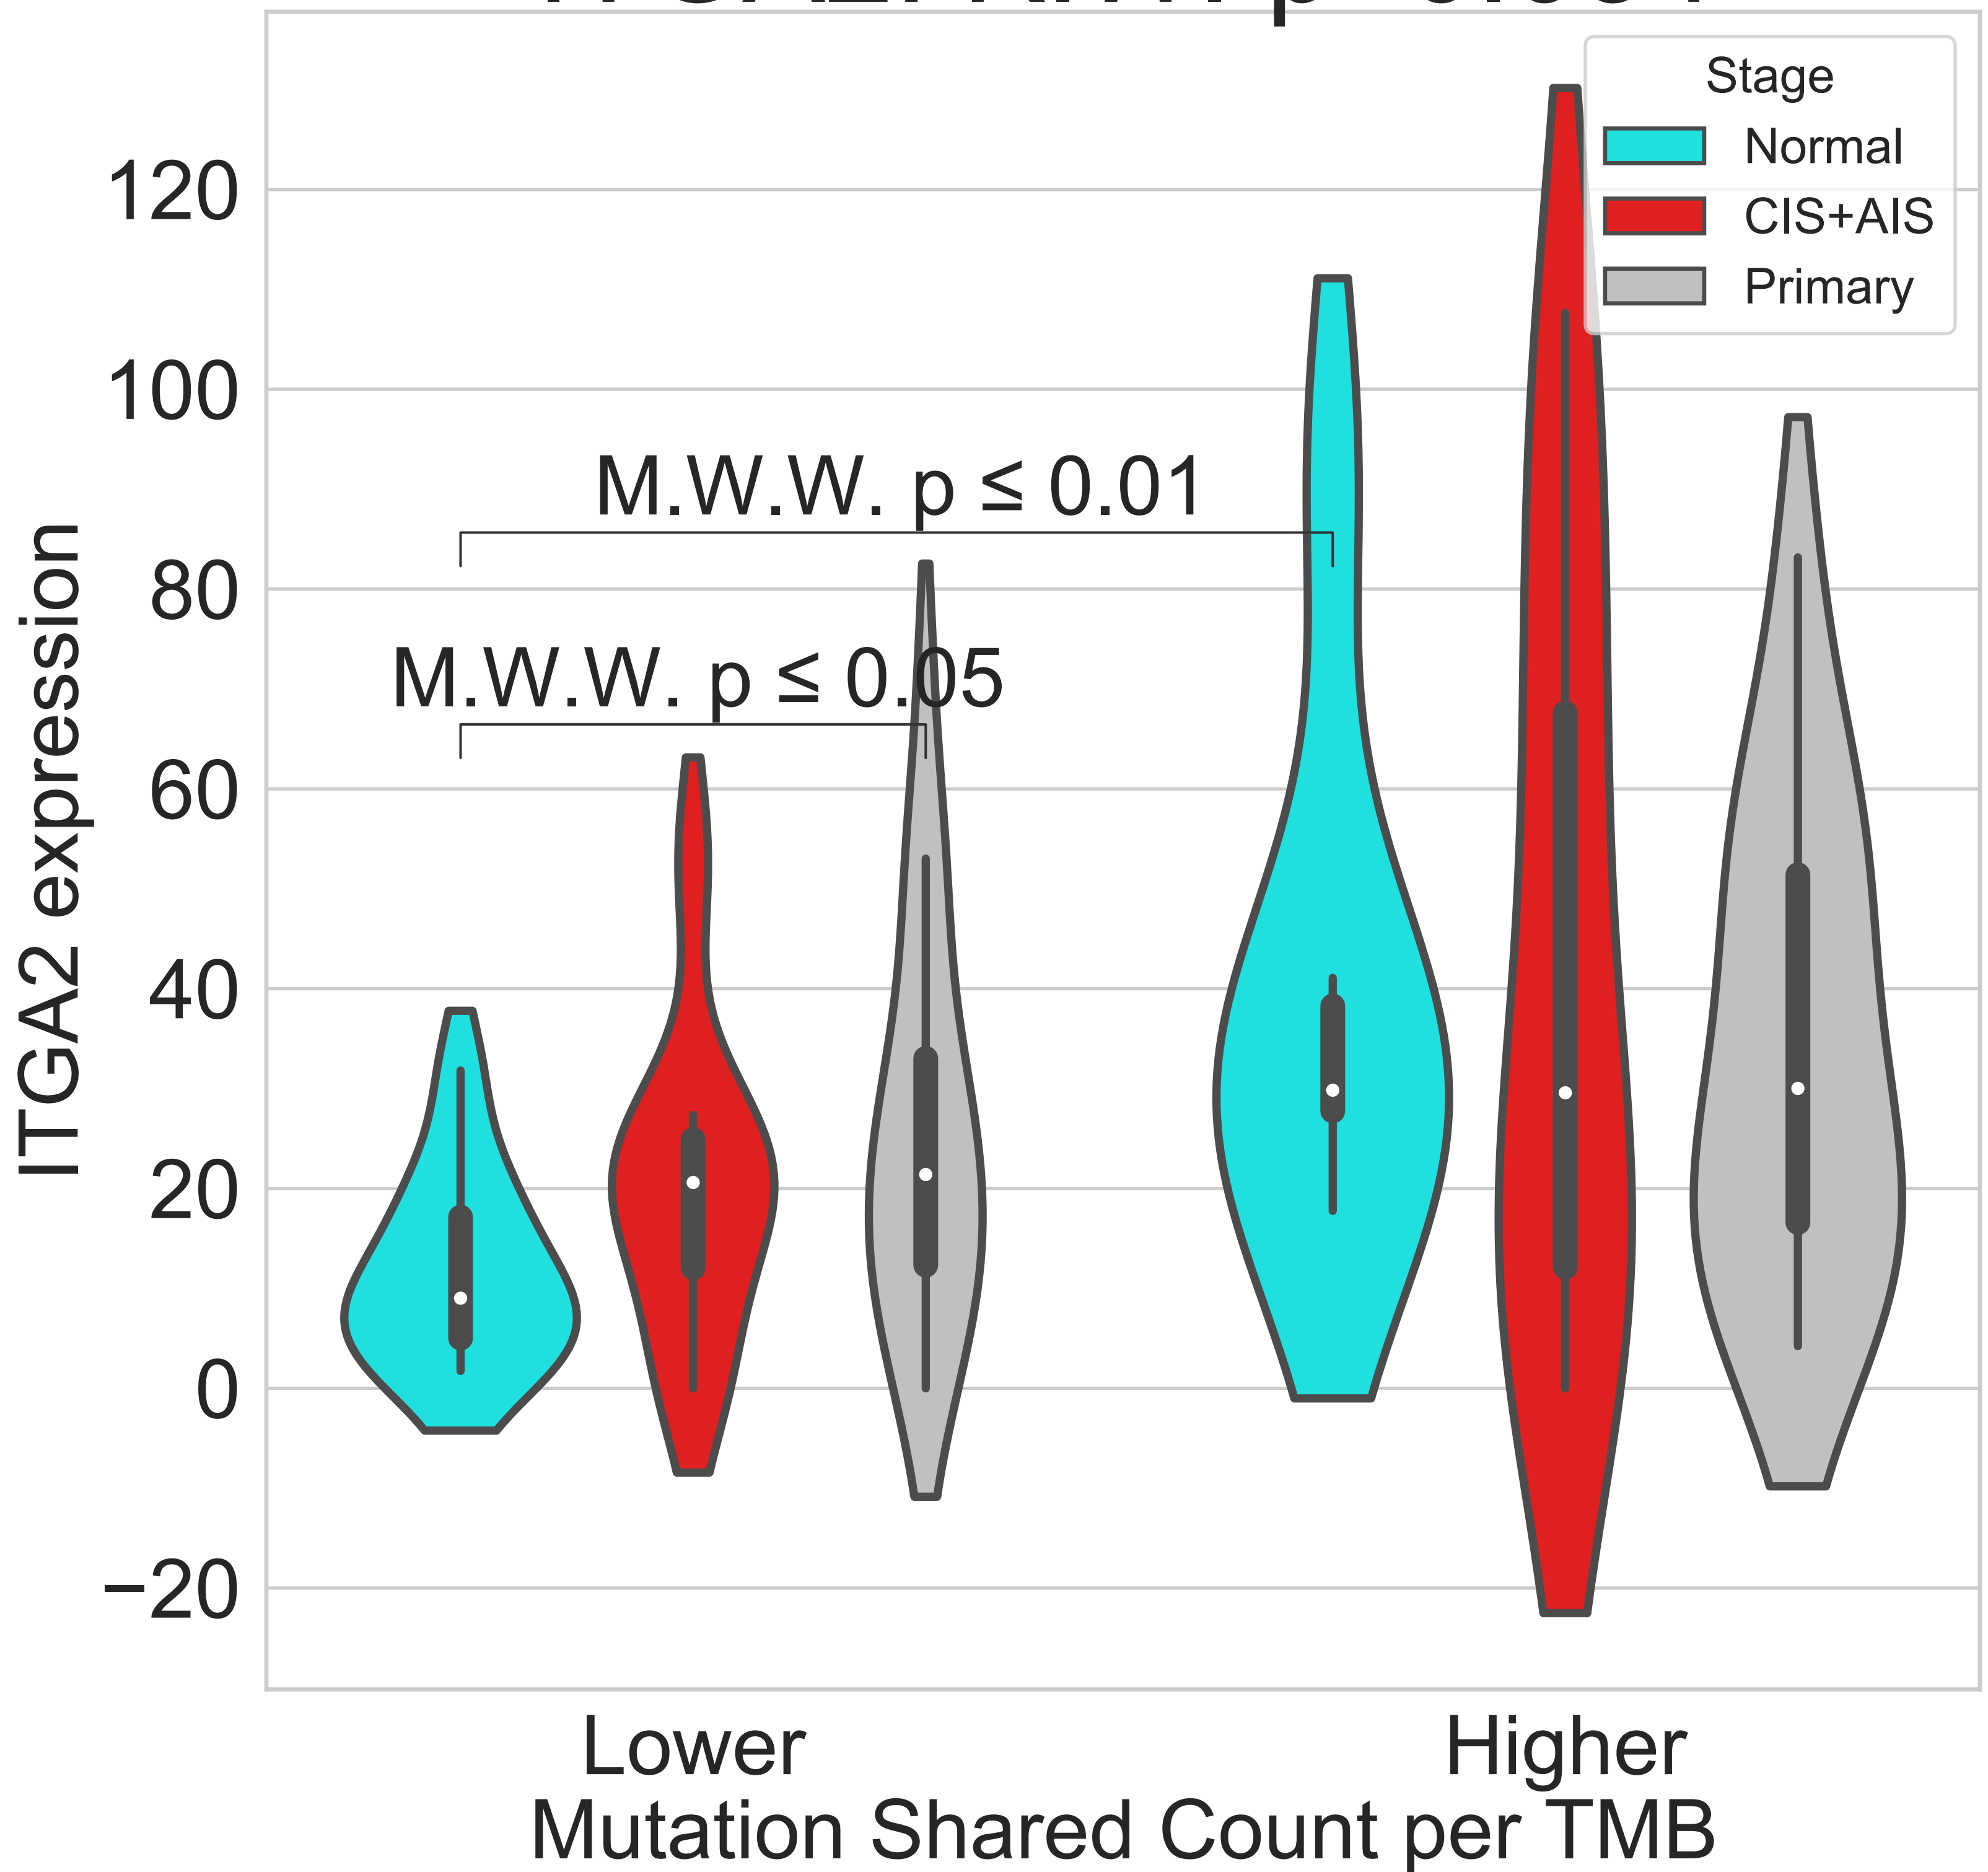 Stage
Normal
CIS+AIS
Primary
120
100
80
60
40
20
0
−20
ITGA2 expression
M.W.W. p ≤ 0.01
M.W.W. p ≤ 0.05
Lower
Higher
Mutation Shared Count per TMB